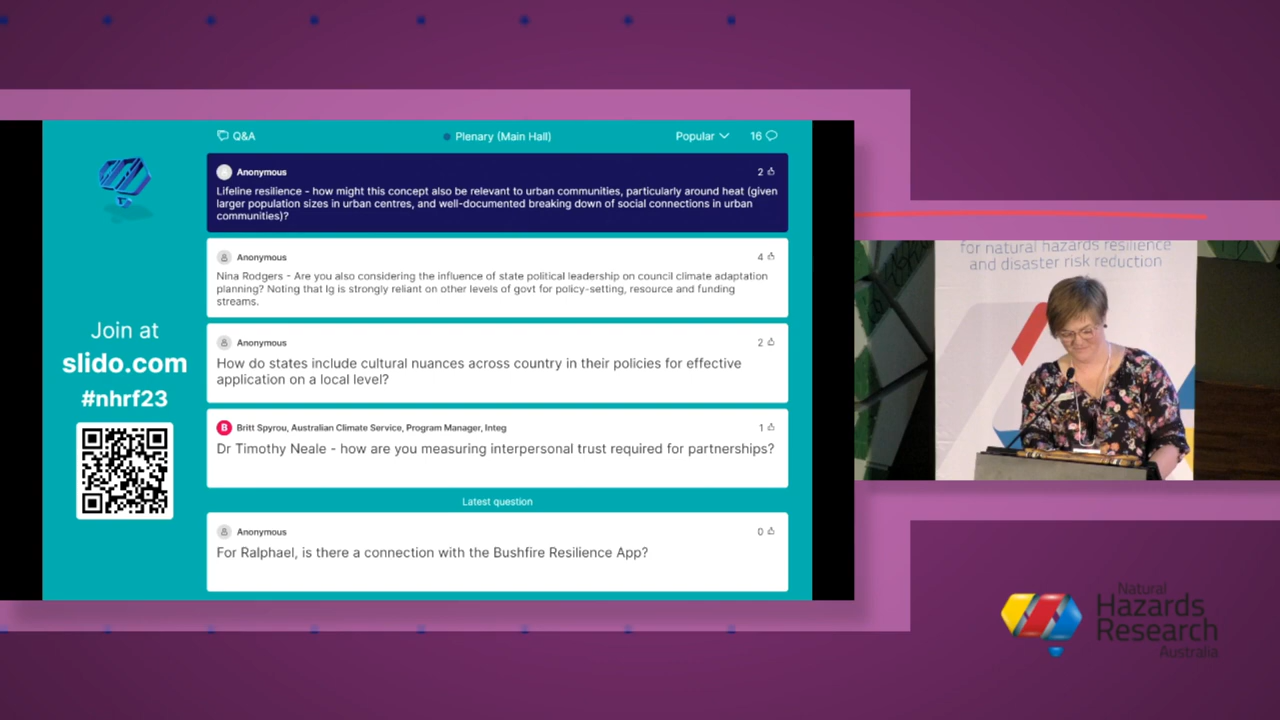 Q&A
Plenary (Main Hall)
Popular
16
Anonymous
2
Lifeline resilience - how might this concept also be relevant to urban communities, particularly around heat (given
larger population sizes in urban centres, and well-documented breaking down of social connections in urban
communities)?
Anonymous
4
Nina Rodgers - Are you also considering the influence of state political leadership on council climate adaptation
planning? Noting that lg is strongly reliant on other levels of govt for policy-setting, resource and funding
streams.
Anonymous
2
How do states include cultural nuances across country in their policies for effective
application on a local level?
B
Britt Spyrou, Australian Climate Service, Program Manager, Integ
1
Dr Timothy Neale - how are you measuring interpersonal trust required for partnerships?
Latest question
Anonymous
0
For Ralphael, is there a connection with the Bushfire Resilience App?
Join at
slido.com
#nhrf23
for natural hazards resilience
and disaster risk reduction
Natural
Hazards
Research
Australia